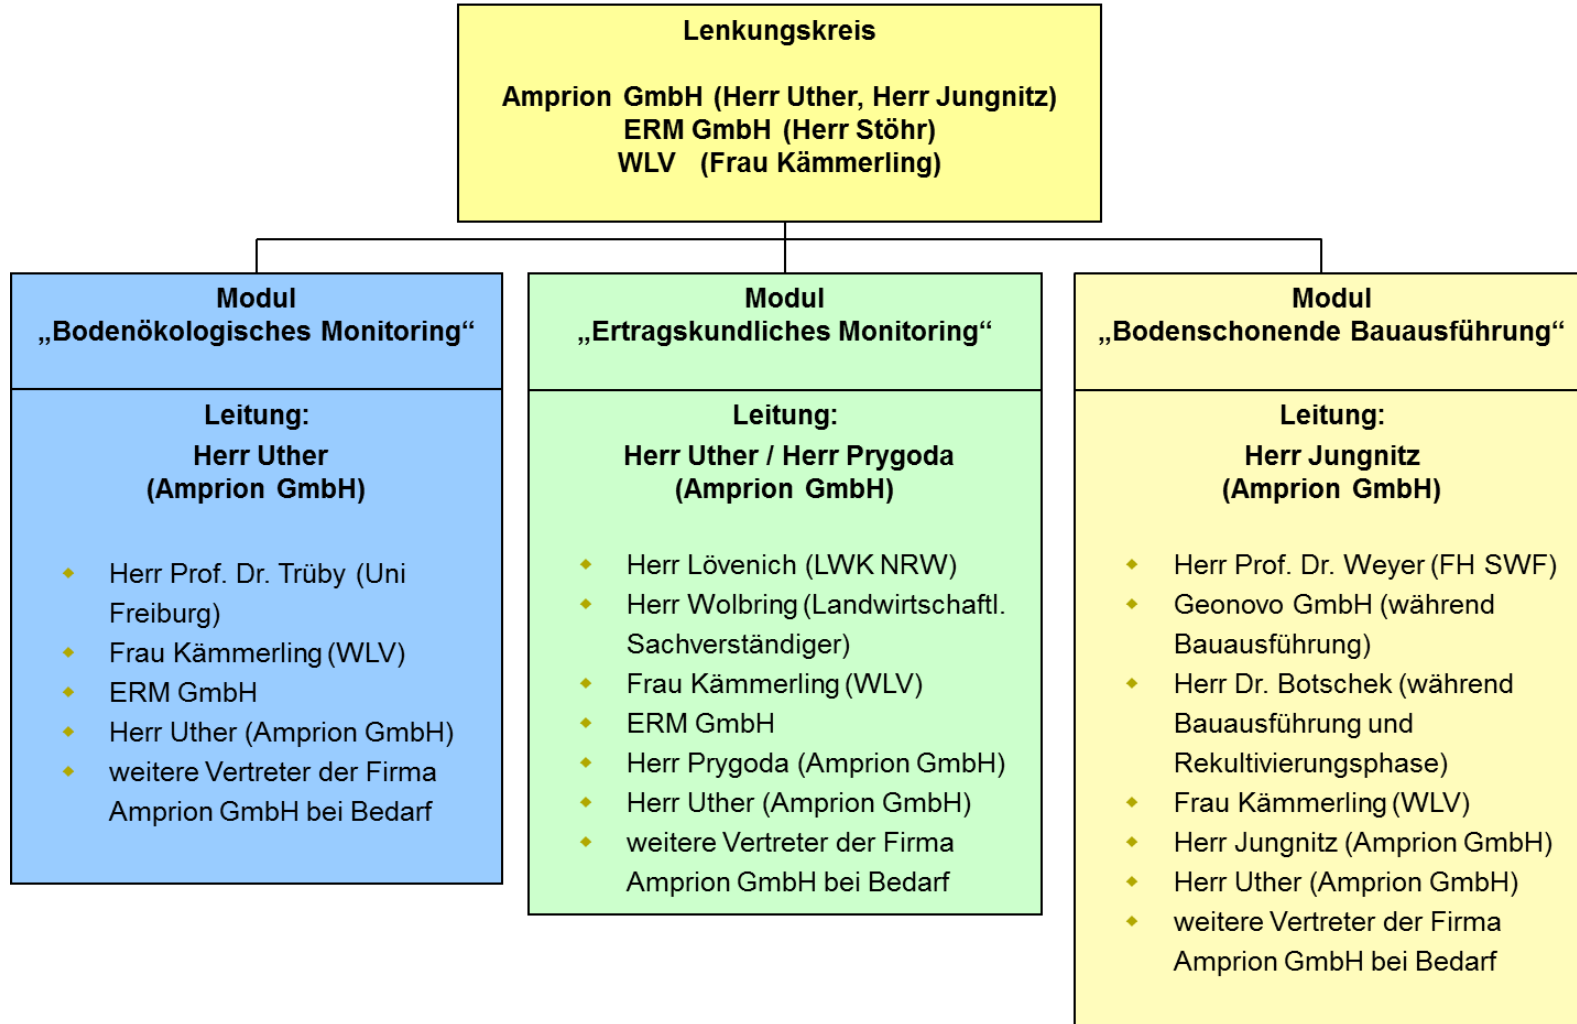 Lenkungskreis
Amprion GmbH (Herr Uther, Herr Jungnitz)
ERM GmbH (Herr Stöhr)
WLV (Frau Kämmerling)
Modul
„Bodenökologisches Monitoring“
Leitung:
Herr Uther
(Amprion GmbH)
Herr Prof. Dr. Trüby (Uni
Freiburg)
Frau Kämmerling (WLV)
ERM GmbH
Herr Uther (Amprion GmbH)
weitere Vertreter der Firma
Amprion GmbH bei Bedarf
Modul
„Ertragskundliches Monitoring“
Leitung:
Herr Uther / Herr Prygoda
(Amprion GmbH)
Herr Lövenich (LWK NRW)
Herr Wolbring (Landwirtschaftl.
Sachverständiger)
Frau Kämmerling (WLV)
ERM GmbH
Herr Prygoda (Amprion GmbH)
Herr Uther (Amprion GmbH)
weitere Vertreter der Firma
Amprion GmbH bei Bedarf
Modul
„Bodenschonende Bauausführung“
Leitung:
Herr Jungnitz
(Amprion GmbH)
Herr Prof. Dr. Weyer (FH SWF)
Geonovo GmbH (während
Bauausführung)
Herr Dr. Botschek (während
Bauausführung und
Rekultivierungsphase)
Frau Kämmerling (WLV)
Herr Jungnitz (Amprion GmbH)
Herr Uther (Amprion GmbH)
weitere Vertreter der Firma
Amprion GmbH bei Bedarf